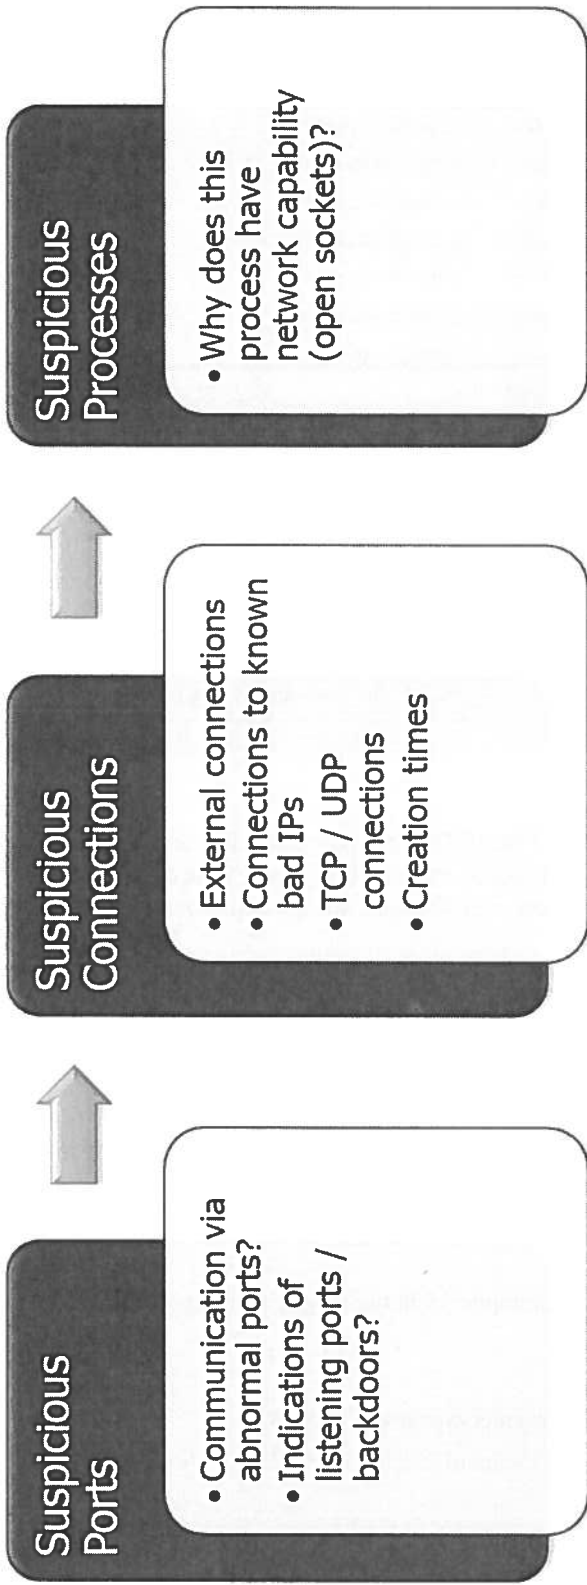 Suspicious
Ports
• Communication via
abnormal ports?
• Indications of
listening ports /
backdoors?
Suspicious
Connections
• External connections
• Connections to known
bad IPs
• TCP / UDP
connections
• Creation times
Suspicious
Processes
• Why does this
process have
network capability
(open sockets)?